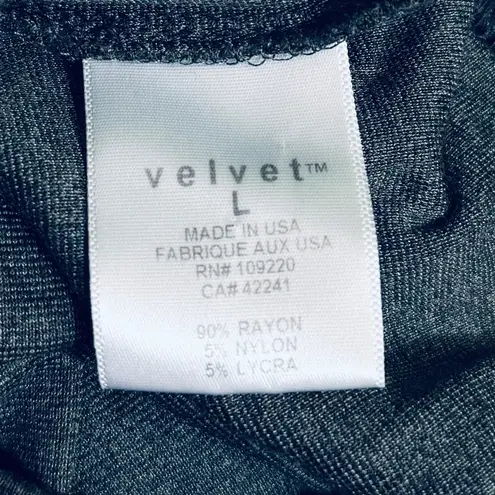 velvet™
L
MADE IN USA
FABRIQUE AUX USA
RN# 109220
CA# 42241
90% RAYON
5% NYLON
5% LYCRA